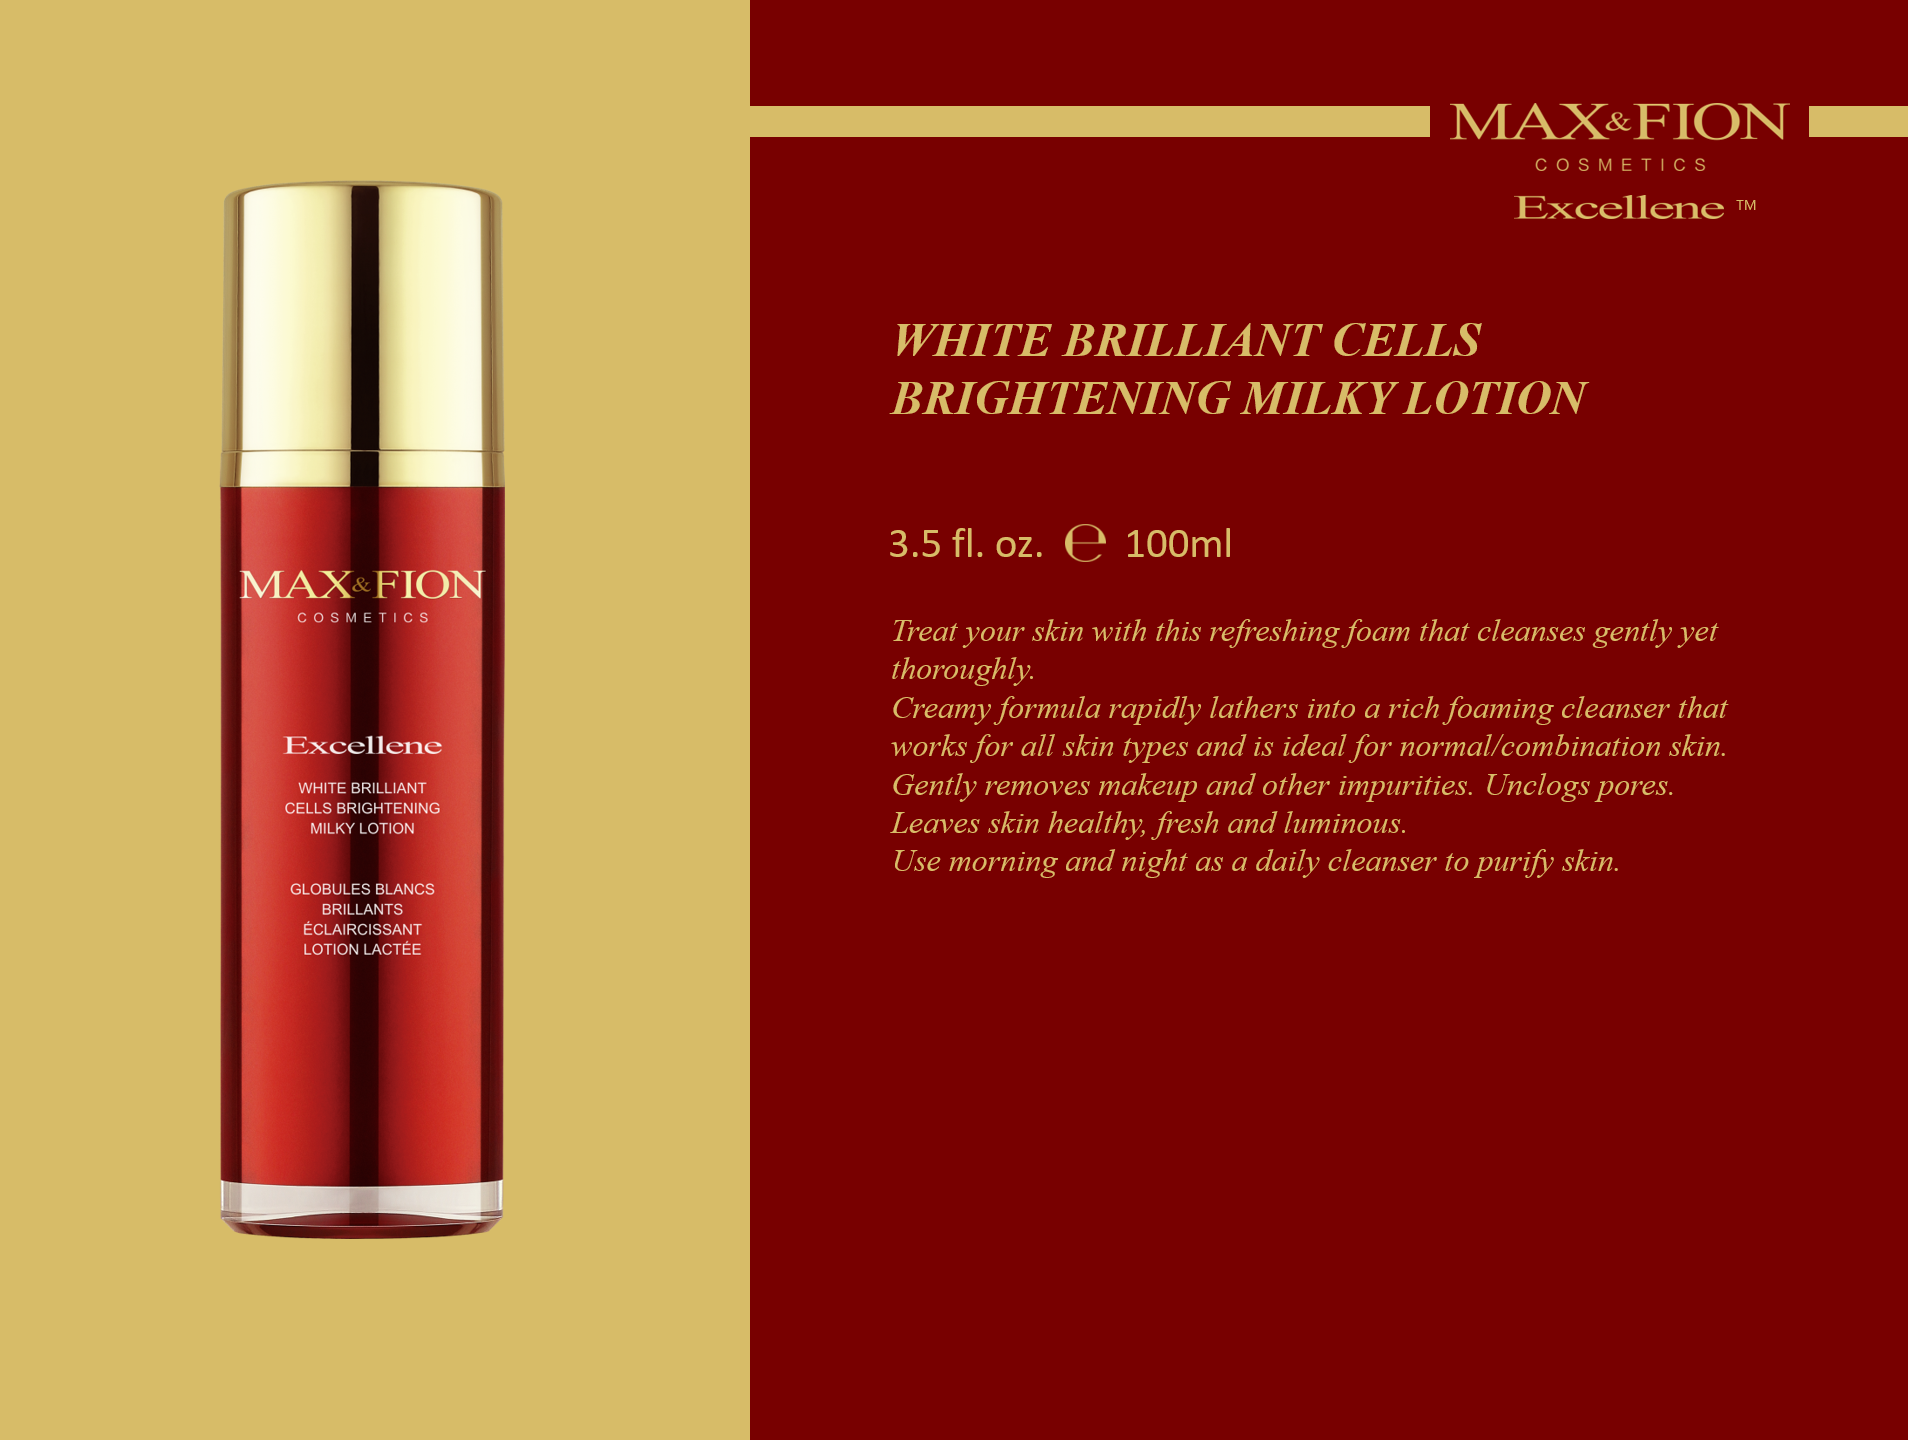 MAX&FION
COSMETICS
Excellene ™
WHITE BRILLIANT CELLS
BRIGHTENING MILKY LOTION
3.5 fl. oz. ℮ 100ml
Treat your skin with this refreshing foam that cleanses gently yet
thoroughly.
Creamy formula rapidly lathers into a rich foaming cleanser that
works for all skin types and is ideal for normal/combination skin.
Gently removes makeup and other impurities. Unclogs pores.
Leaves skin healthy, fresh and luminous.
Use morning and night as a daily cleanser to purify skin.
MAX&FION
COSMETICS
Excellene
WHITE BRILLIANT
CELLS BRIGHTENING
MILKY LOTION
GLOBULES BLANCS
BRILLANTS
ÉCLAIRCISSANT
LOTION LACTÉE